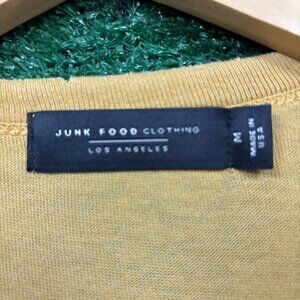 JUNK FOOD CLOTHING
LOS ANGELES
M
MADE IN
USA